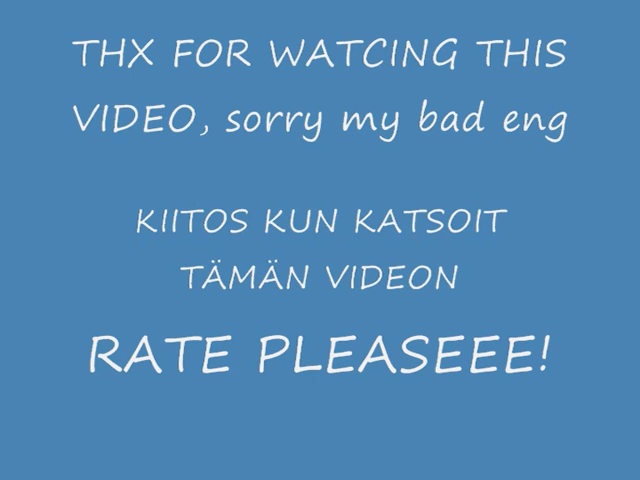 THX FOR WATCING THIS
VIDEO, sorry my bad eng
KIITOS KUN KATSOIT
TÄMÄN VIDEON
RATE PLEASEEE!